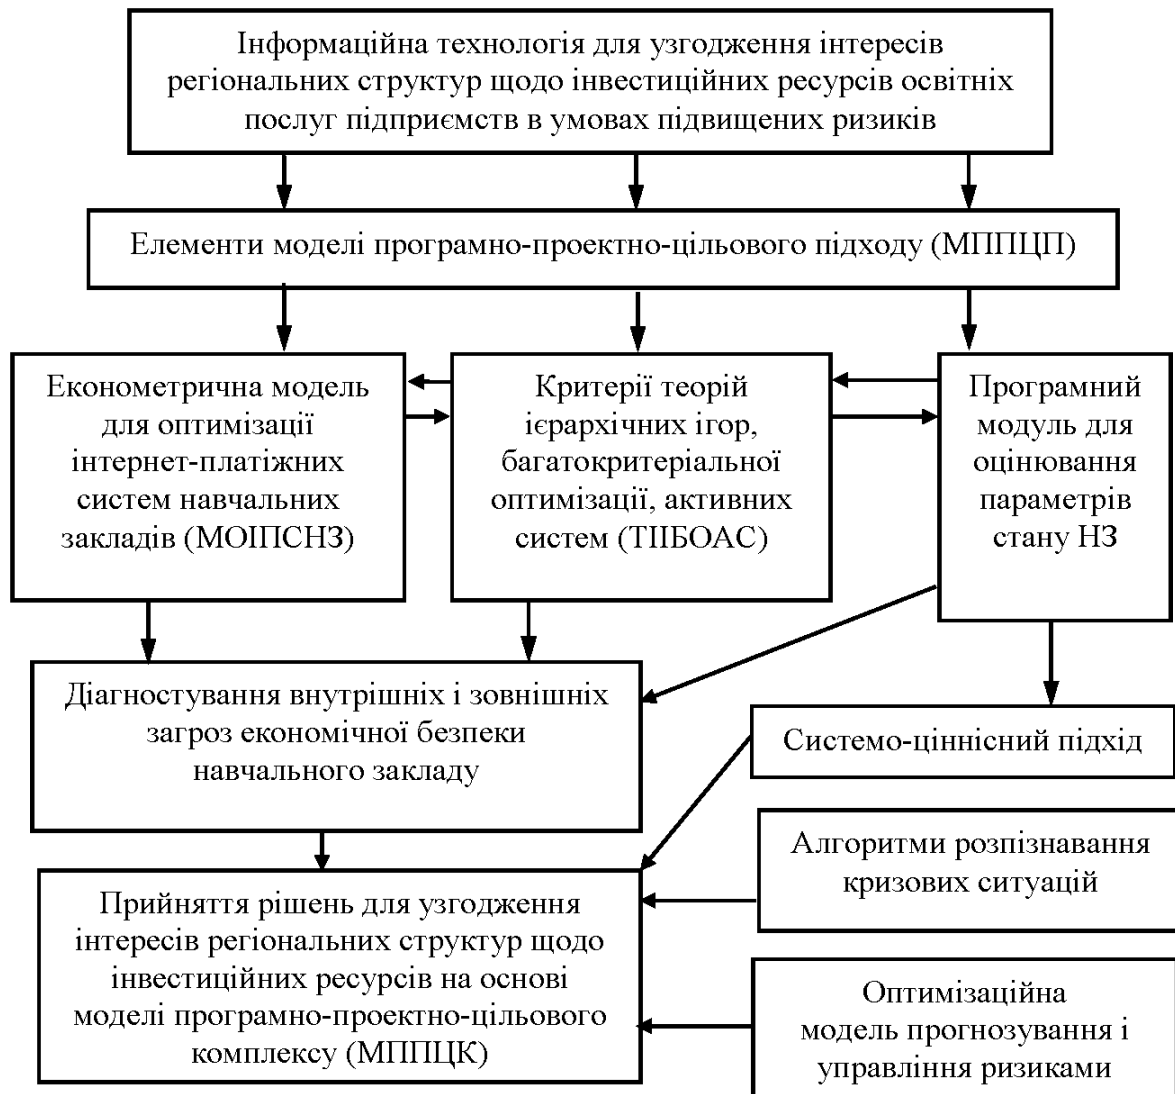 Інформаційна технологія для узгодження інтересів
регіональних структур щодо інвестиційних ресурсів освітніх
послуг підприємств в умовах підвищених ризиків
Елементи моделі програмно-проектно-цільового підходу (МППЦП)
Економетрична модель
для оптимізації
інтернет-платіжних
систем навчальних
закладів (МОІПСНЗ)
Критерії теорій
ієрархічних ігор,
багатокритеріальної
оптимізації, активних
систем (ТІІБОАС)
Програмний
модуль для
оцінювання
параметрів
стану НЗ
Діагностування внутрішніх і зовнішніх
загроз економічної безпеки
навчального закладу
Системо-ціннісний підхід
Алгоритми розпізнавання
кризових ситуацій
Прийняття рішень для узгодження
інтересів регіональних структур щодо
інвестиційних ресурсів на основі
моделі програмно-проектно-цільового
комплексу (МППЦК)
Оптимізаційна
модель прогнозування і
управління ризиками